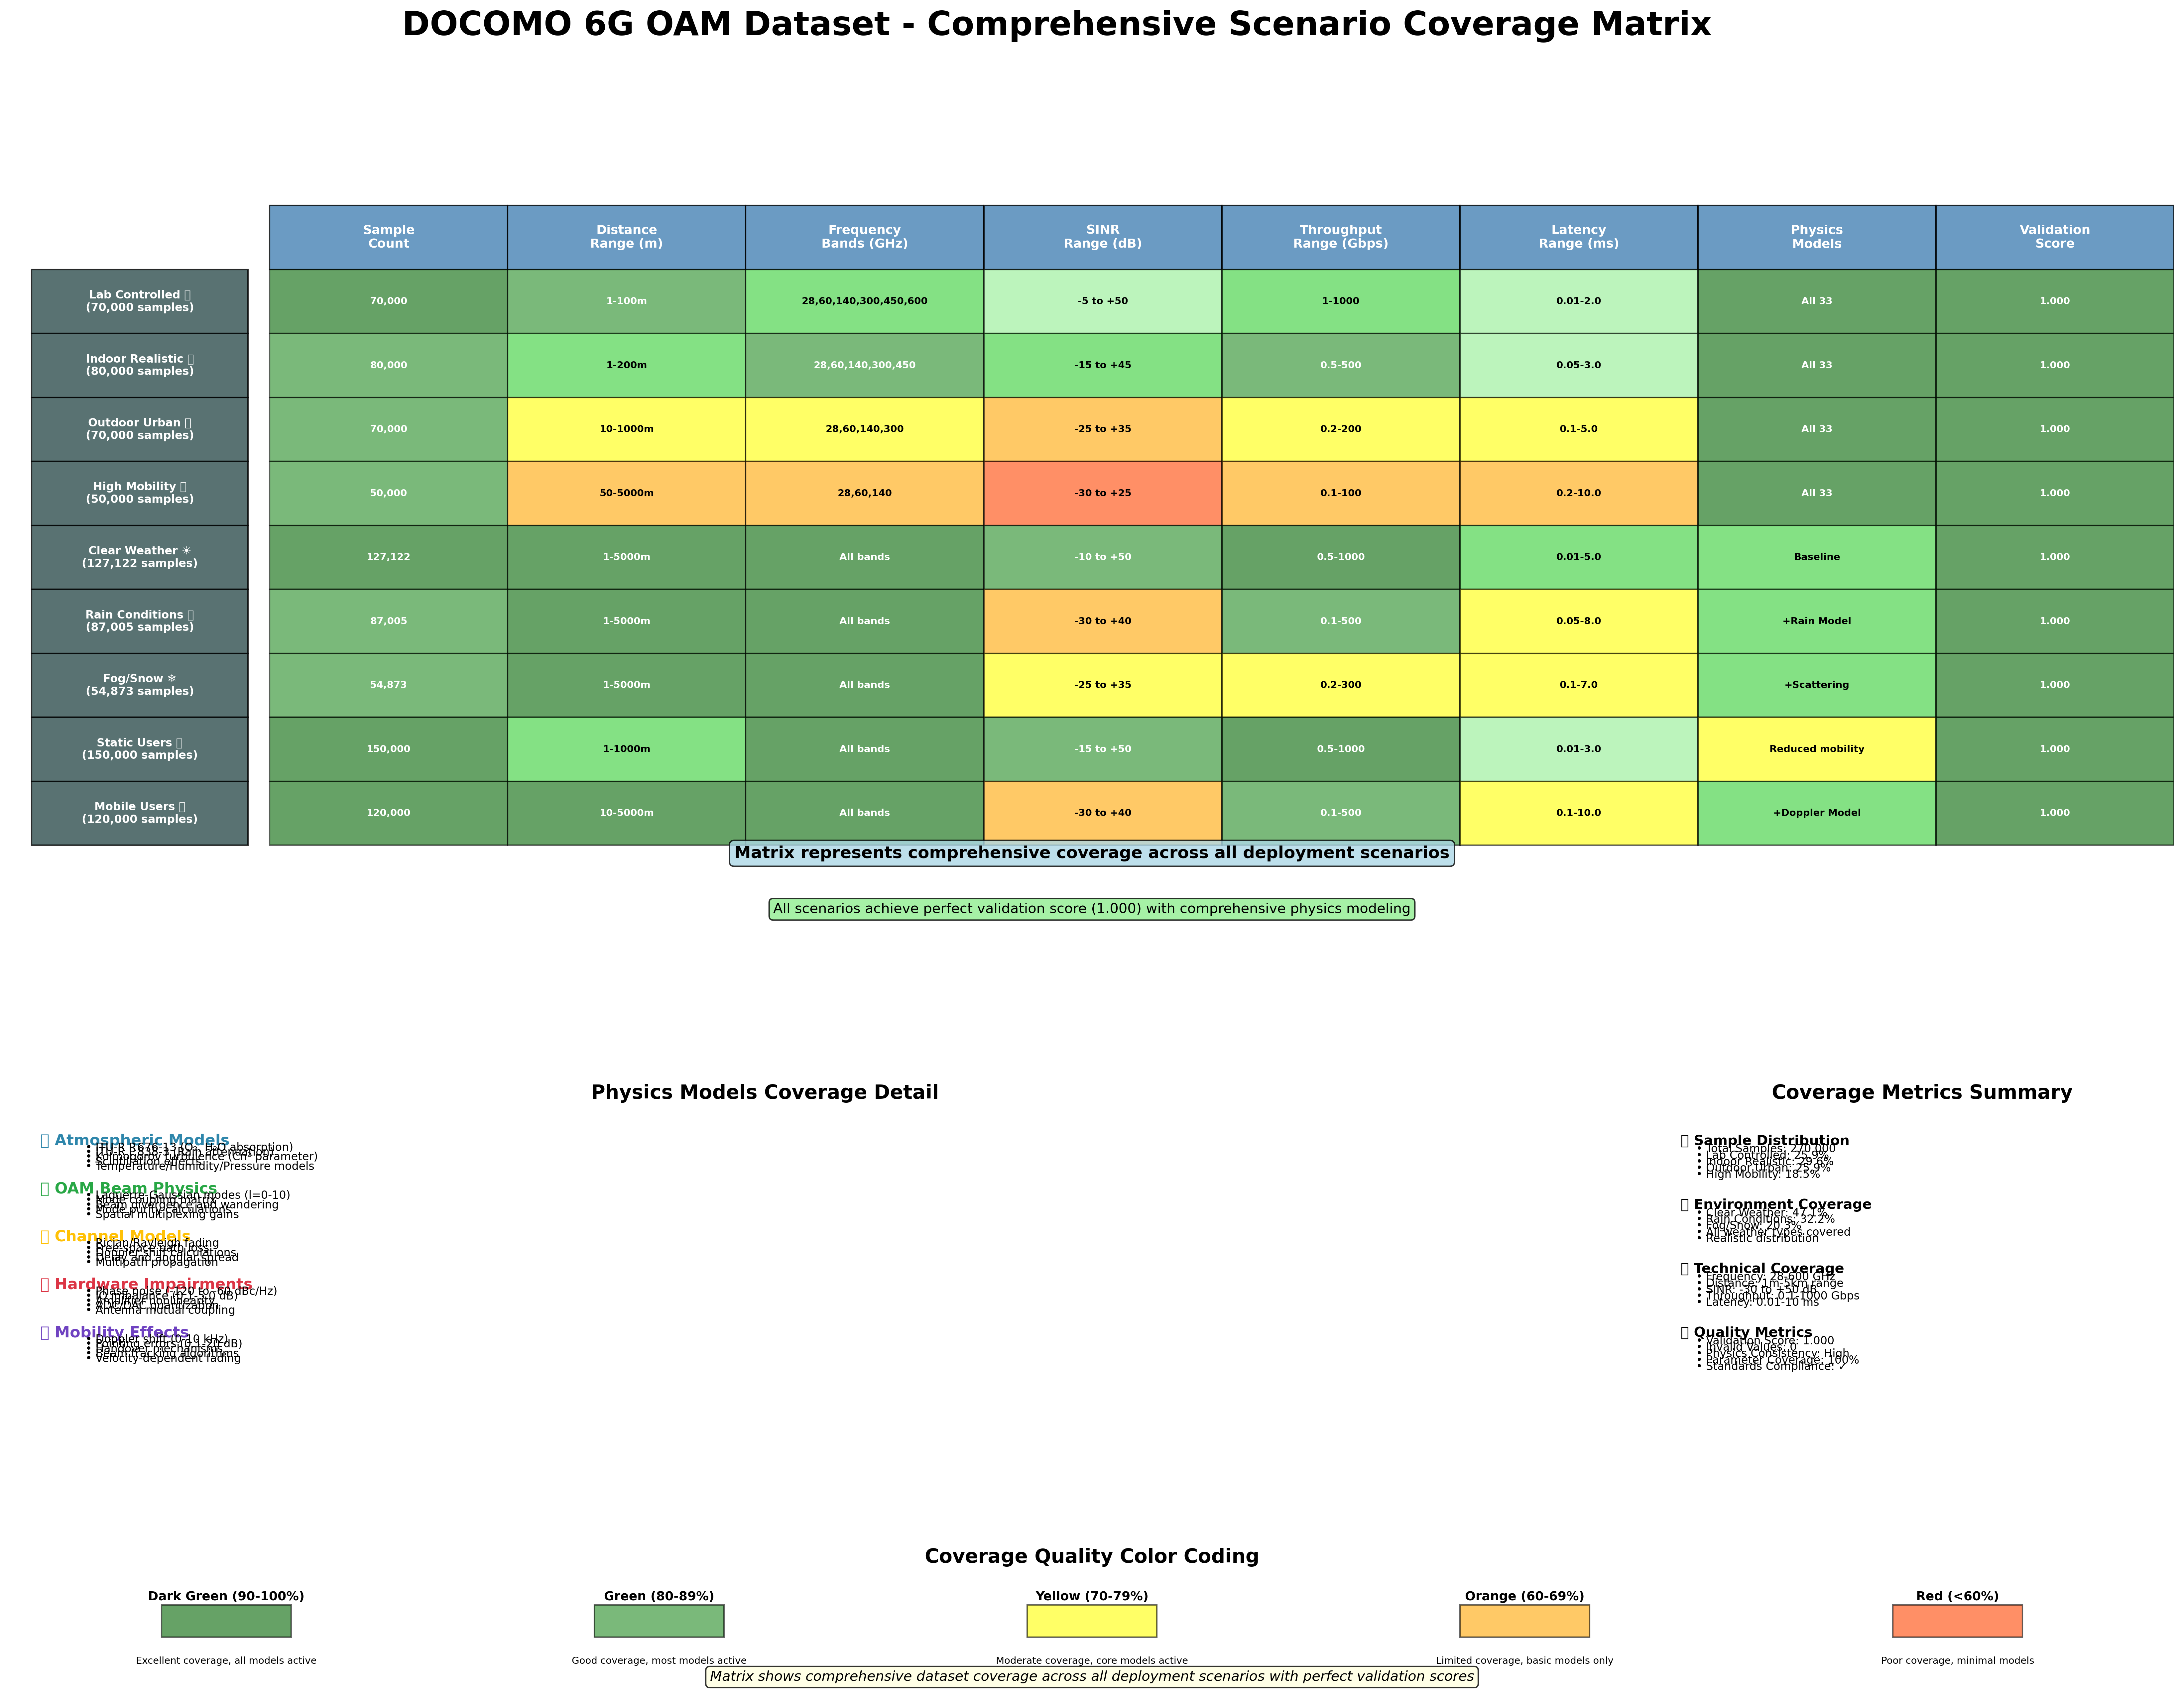 DOCOMO 6G OAM Dataset - Comprehensive Scenario Coverage Matrix
Sample Count
Distance Range (m)
Frequency Bands (GHz)
SINR Range (dB)
Throughput Range (Gbps)
Latency Range (ms)
Physics Models
Validation Score
Lab Controlled
(70,000 samples)
70,000
1-100m
28,60,140,300,450,600
-5 to +50
1-1000
0.01-2.0
All 33
1.000
Indoor Realistic
(80,000 samples)
80,000
1-200m
28,60,140,300,450
-15 to +45
0.5-500
0.05-3.0
All 33
1.000
Outdoor Urban
(70,000 samples)
70,000
10-1000m
28,60,140,300
-25 to +35
0.2-200
0.1-5.0
All 33
1.000
High Mobility
(50,000 samples)
50,000
50-5000m
28,60,140
-30 to +25
0.1-100
0.2-10.0
All 33
1.000
Clear Weather ☀
(127,122 samples)
127,122
1-5000m
All bands
-10 to +50
0.5-1000
0.01-5.0
Baseline
1.000
Rain Conditions
(87,005 samples)
87,005
1-5000m
All bands
-30 to +40
0.1-500
0.05-8.0
+Rain Model
1.000
Fog/Snow ❄
(54,873 samples)
54,873
1-5000m
All bands
-25 to +35
0.2-300
0.1-7.0
+Scattering
1.000
Static Users
(150,000 samples)
150,000
1-1000m
All bands
-15 to +50
0.5-1000
0.01-3.0
Reduced mobility
1.000
Mobile Users
(120,000 samples)
120,000
10-5000m
All bands
-30 to +40
0.1-500
0.1-10.0
+Doppler Model
1.000
Matrix represents comprehensive coverage across all deployment scenarios
All scenarios achieve perfect validation score (1.000) with comprehensive physics modeling
Physics Models Coverage Detail
Atmospheric Models
• ITU-R P.676-13 (O₂, H₂O absorption)
• ITU-R P.838-3 (Rain attenuation)
• Kolmogorov turbulence (Cn² parameter)
• Scintillation effects
• Temperature/Humidity/Pressure models
OAM Beam Physics
• Laguerre-Gaussian modes (l=0-10)
• Mode coupling matrix
• Beam divergence and wandering
• Mode purity calculations
• Spatial multiplexing gains
Channel Models
• Rician/Rayleigh fading
• Free space path loss
• Doppler shift calculations
• Delay and angular spread
• Multipath propagation
Hardware Impairments
• Phase noise (-120 to -60 dBc/Hz)
• IQ imbalance (0.1-3.0 dB)
• Amplifier nonlinearity
• ADC/DAC quantization
• Antenna mutual coupling
Mobility Effects
• Doppler shift (0-10 kHz)
• Pointing errors (0.1-20 dB)
• Handover mechanisms
• Beam tracking algorithms
• Velocity-dependent fading
Coverage Metrics Summary
Sample Distribution
• Total Samples: 270,000
• Lab Controlled: 25.9%
• Indoor Realistic: 29.6%
• Outdoor Urban: 25.9%
• High Mobility: 18.5%
Environment Coverage
• Clear Weather: 47.1%
• Rain Conditions: 32.2%
• Fog/Snow: 20.3%
• All weather types covered
• Realistic distribution
Technical Coverage
• Frequency: 28-600 GHz
• Distance: 1m-5km range
• SINR: -30 to +50 dB
• Throughput: 0.1-1000 Gbps
• Latency: 0.01-10 ms
Quality Metrics
• Validation Score: 1.000
• Invalid Values: 0
• Physics Consistency: High
• Parameter Coverage: 100%
• Standards Compliance: ✓
Coverage Quality Color Coding
Dark Green (90-100%)
Green (80-89%)
Yellow (70-79%)
Orange (60-69%)
Red (<60%)
Excellent coverage, all models active
Good coverage, most models active
Moderate coverage, core models active
Limited coverage, basic models only
Poor coverage, minimal models
Matrix shows comprehensive dataset coverage across all deployment scenarios with perfect validation scores